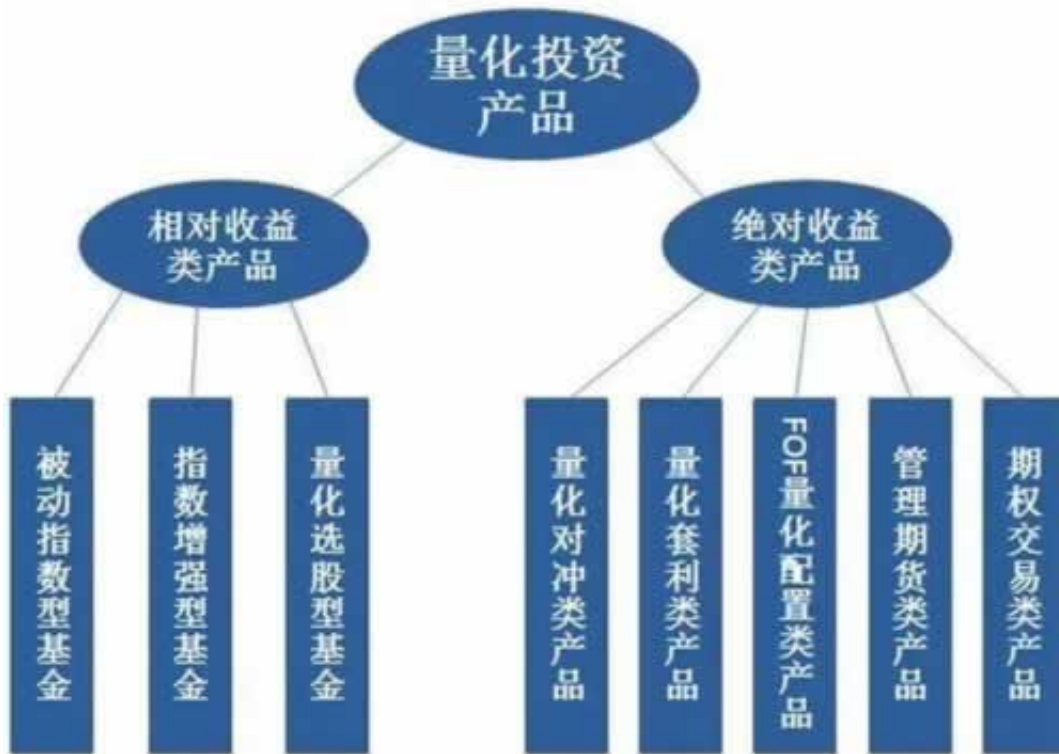 量化投资
产品
相对收益
类产品
绝对收益
类产品
被动指数型基金
指数增强型基金
量化选股型基金
量化对冲类产品
量化套利类产品
FOF量化配置类产品
管理期货类产品
期权交易类产品